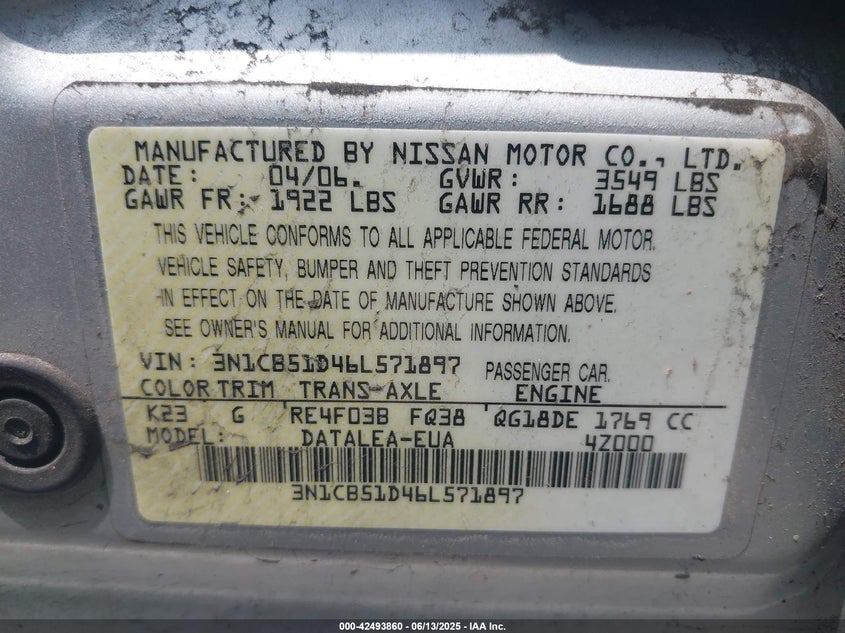 MANUFACTURED BY NISSAN MOTOR CO., LTD.
DATE: 04/06. GVWR: 3549 LBS
GAWR FR: 1922 LBS GAWR RR: 1688 LBS
THIS VEHICLE CONFORMS TO ALL APPLICABLE FEDERAL MOTOR
VEHICLE SAFETY, BUMPER AND THEFT PREVENTION STANDARDS
IN EFFECT ON THE DATE OF MANUFACTURE SHOWN ABOVE.
SEE OWNER'S MANUAL FOR ADDITIONAL INFORMATION.
VIN: 3N1CB51D46L571897 PASSENGER CAR.
COLOR TRIM TRANS-AXLE ENGINE
K23 G RE4F03B FQ38 QG18DE 1769 CC
MODEL: DATALEA-EUA 4Z000
3N1CB51D46L571897
000-42493860 - 06/13/2025 - IAA Inc.